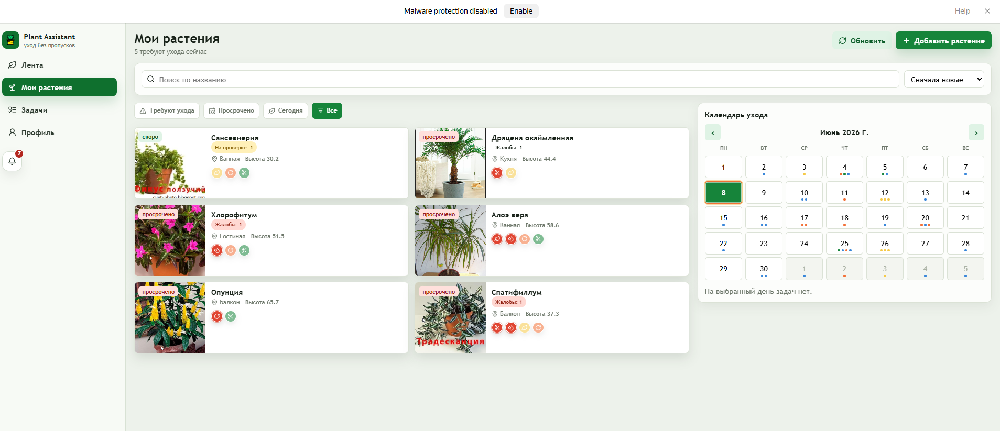 Malware protection disabled Enable Help
Plant Assistant
уход без пропусков
Лента
Мои растения
Задачи
Профиль
7
Мои растения
5 требуют ухода сейчас
Обновить
Добавить растение
Поиск по названию
Сначала новые
Требуют ухода Просрочено Сегодня Все
скоро
Фикус ползучий
cvetyphoto.blogspot.com
Сансевиерия
На проверке: 1
Ванная Высота 30.2
просрочено
Драцена окаймленная
Жалобы: 1
Кухня Высота 44.4
просрочено
Хлорофитум
Жалобы: 1
Гостиная Высота 51.5
просрочено
Алоэ вера
Ванная Высота 58.6
просрочено
Опунция
Балкон Высота 65.7
просрочено
Традесканция
Спатифиллум
Жалобы: 1
Балкон Высота 37.3
Календарь ухода
‹ Июнь 2026 Г. ›
ПН ВТ СР ЧТ ПТ СБ ВС
1 2 3 4 5 6 7
8 9 10 11 12 13 14
15 16 17 18 19 20 21
22 23 24 25 26 27 28
29 30 1 2 3 4 5
На выбранный день задач нет.